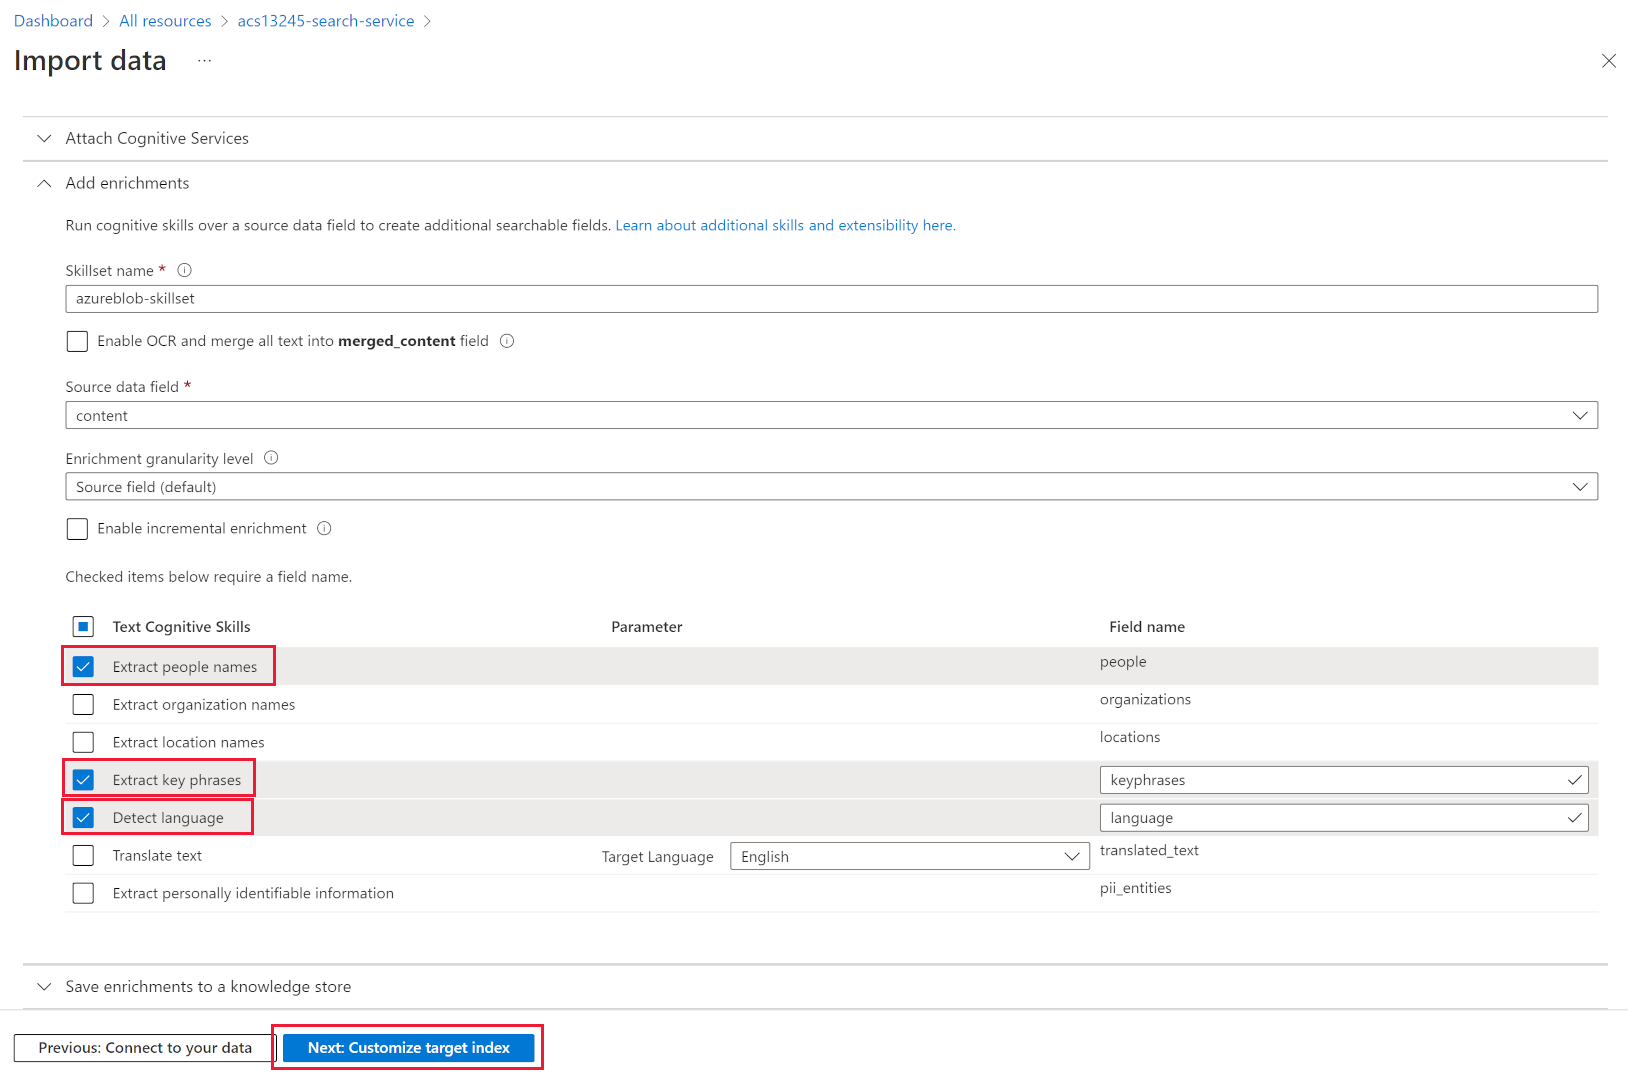 Dashboard > All resources > acs13245-search-service >
Import data ...
Attach Cognitive Services
Add enrichments
Run cognitive skills over a source data field to create additional searchable fields. Learn about additional skills and extensibility here.
Skillset name *
azureblob-skillset
Enable OCR and merge all text into merged_content field
Source data field *
content
Enrichment granularity level
Source field (default)
Enable incremental enrichment
Checked items below require a field name.
Text Cognitive Skills Parameter Field name
Extract people names people
Extract organization names organizations
Extract location names locations
Extract key phrases keyphrases
Detect language language
Translate text Target Language English translated_text
Extract personally identifiable information pii_entities
Save enrichments to a knowledge store
Previous: Connect to your data Next: Customize target index